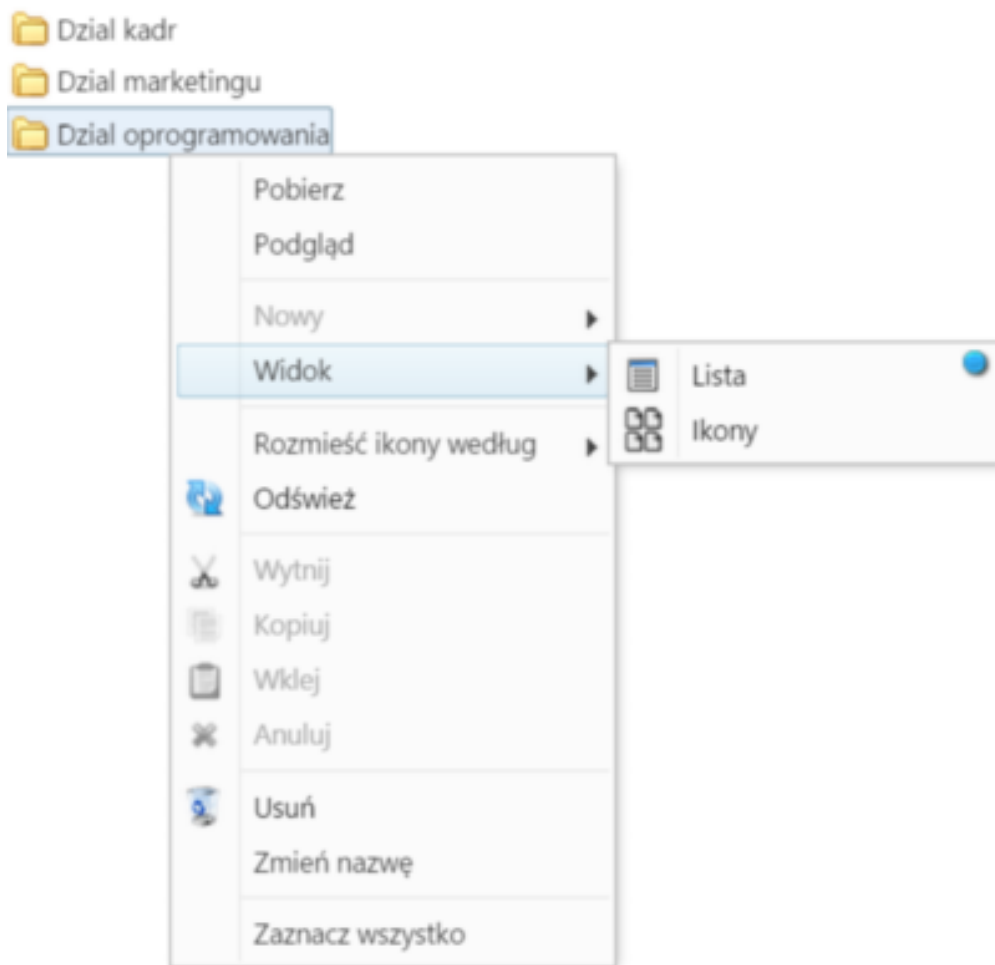 Dzial kadr
Dzial marketingu
Dzial oprogramowania
Pobierz
Podgląd
Nowy
Widok
Lista
Ikony
Rozmieść ikony według
Odśwież
Wytnij
Kopiuj
Wklej
Anuluj
Usuń
Zmień nazwę
Zaznacz wszystko